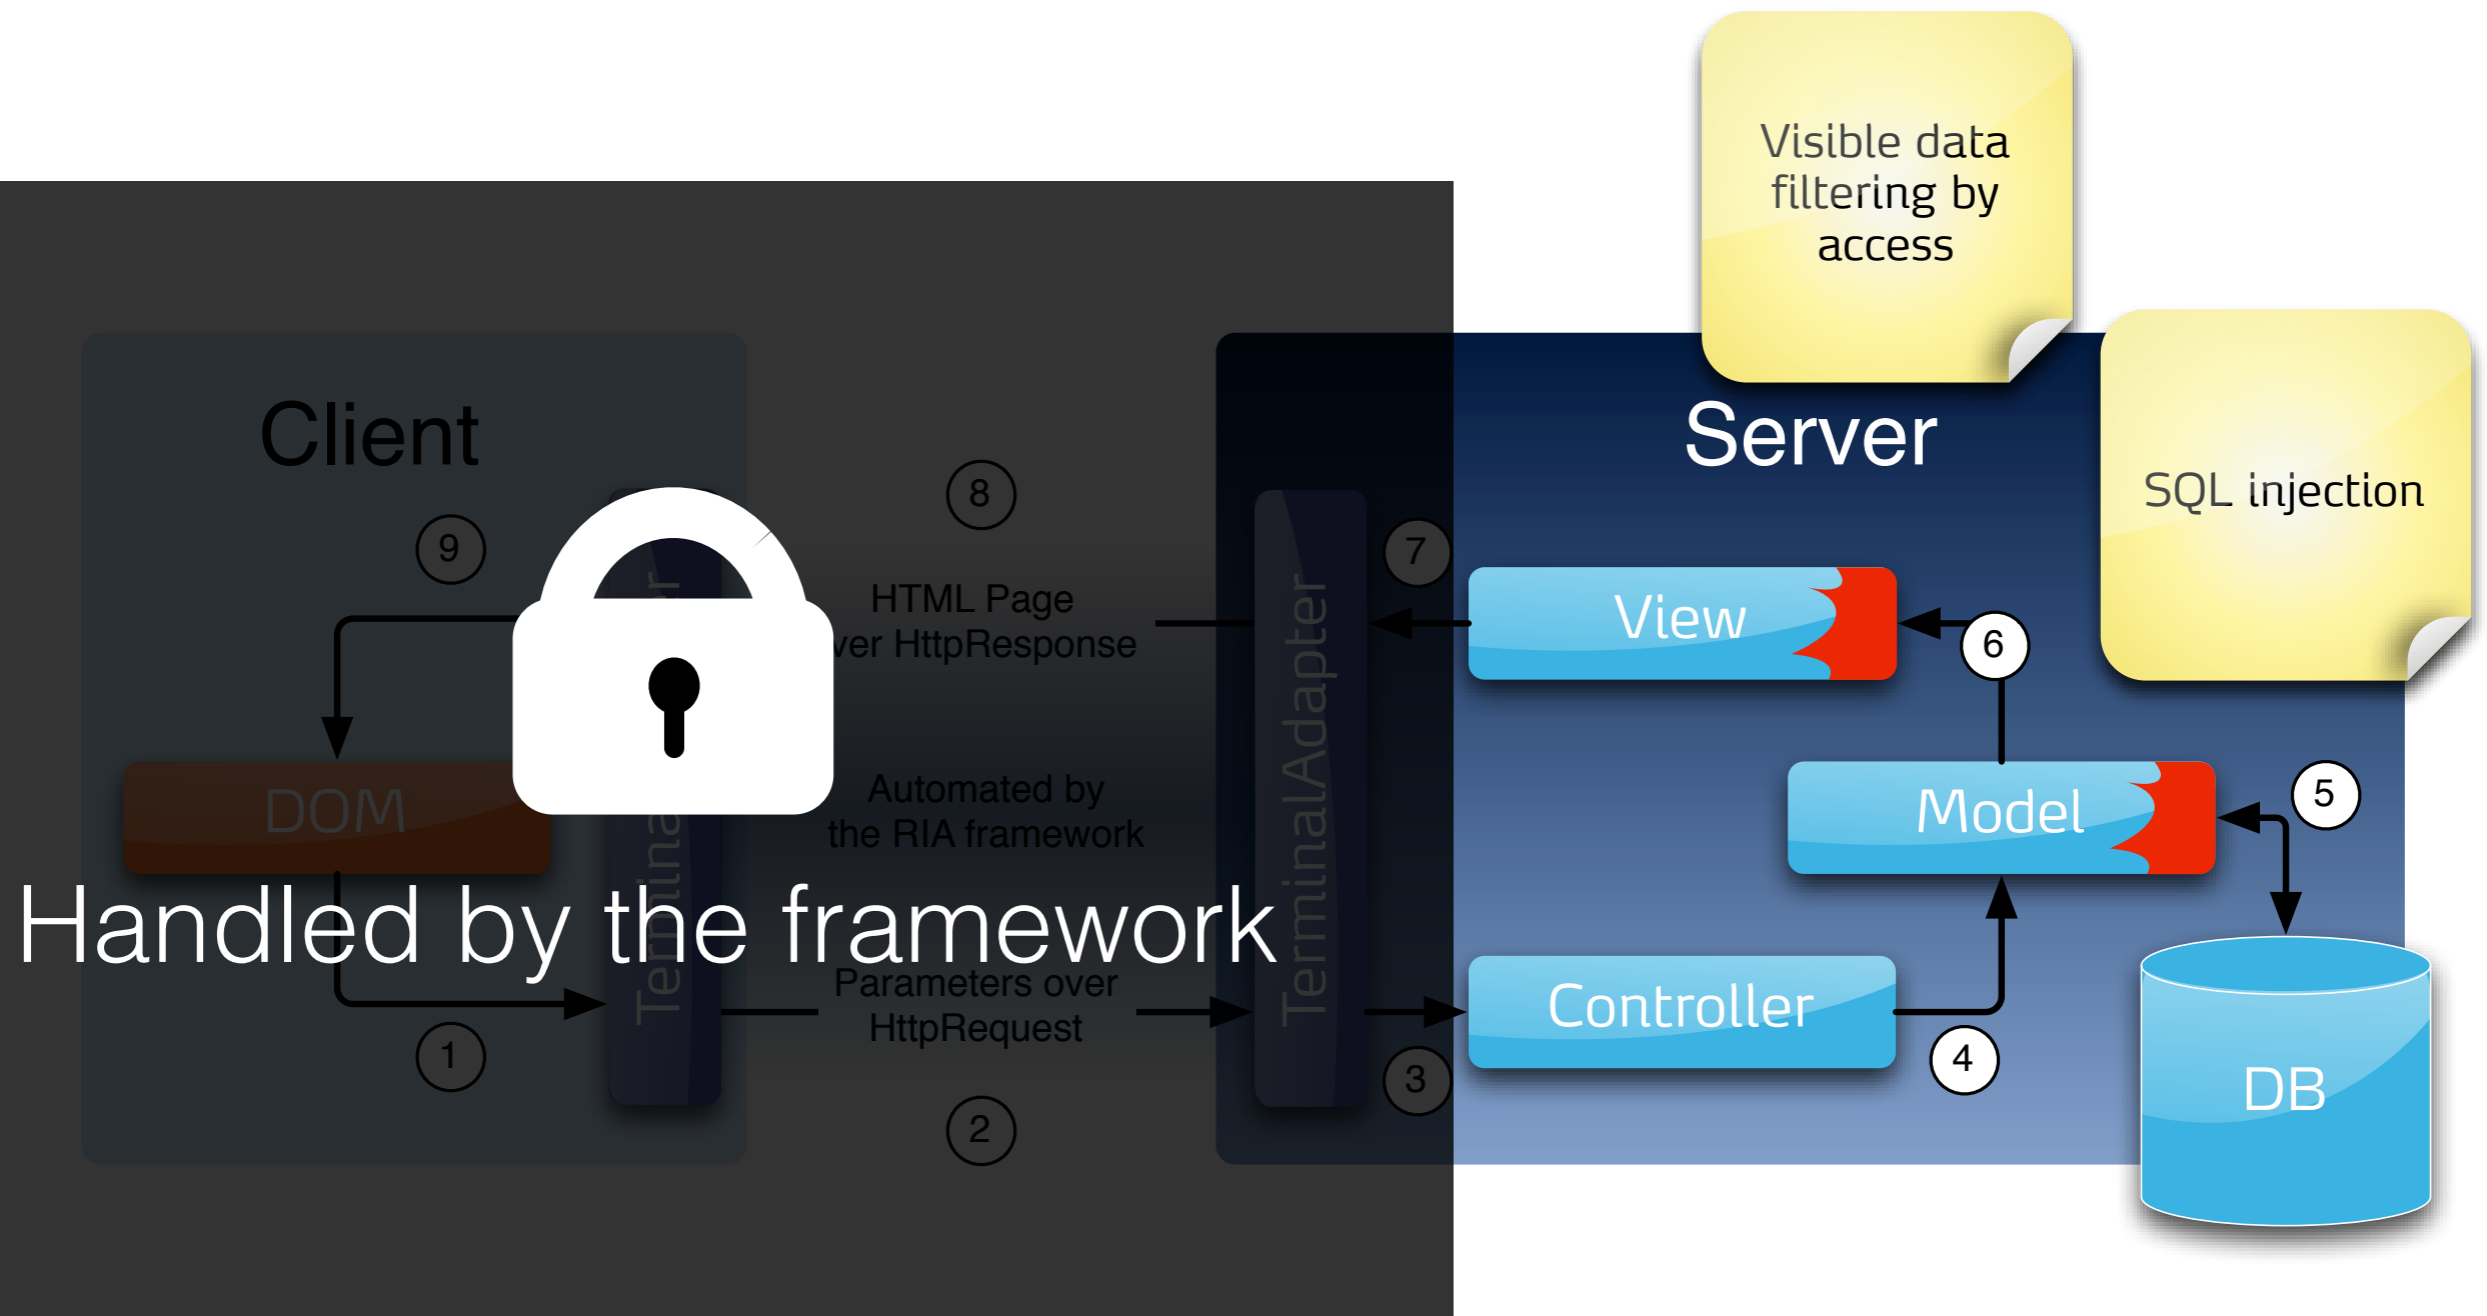 Visible data
filtering by
access
SQL injection
Client
Server
8
9
7
HTML Page
ver HttpResponse
View
6
TerminalAdapter
DOM
Automated by
the RIA framework
Model
5
Handled by the framework
Parameters over
HttpRequest
Controller
1
3
4
2
DB